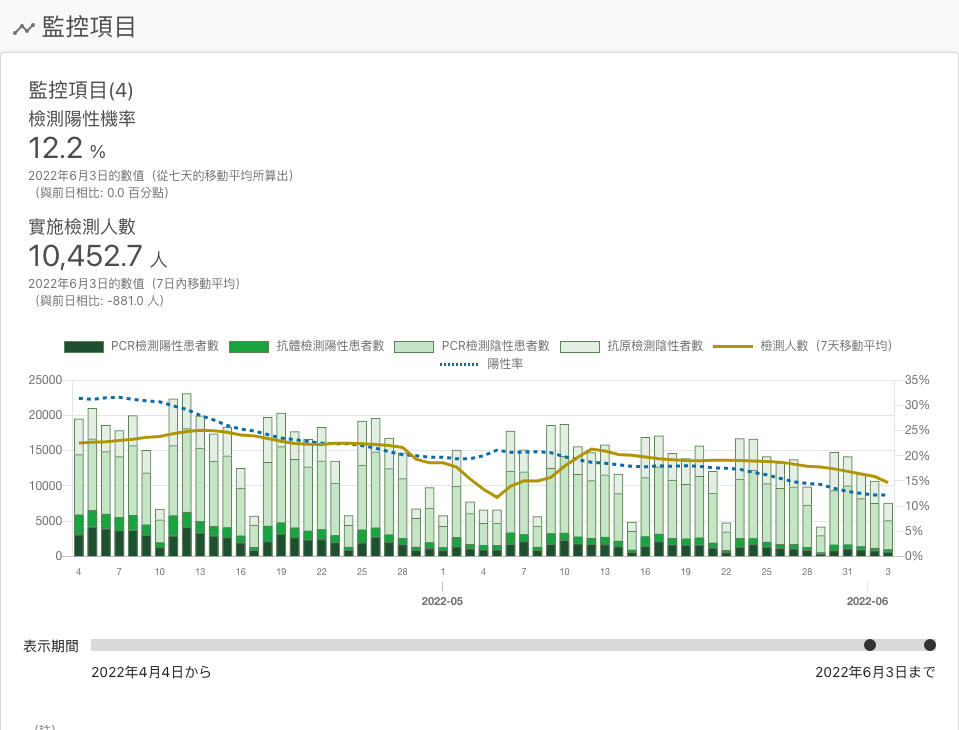 監控項目
監控項目(4)
檢測陽性機率
12.2 %
2022年6月3日的數值（從七天的移動平均所算出）
（與前日相比: 0.0 百分點）
實施檢測人數
10,452.7 人
2022年6月3日的數值（7日內移動平均）
（與前日相比: -881.0 人）
PCR檢測陽性患者數 抗體檢測陽性患者數 PCR檢測陰性患者數 抗原檢測陰性者數 檢測人數（7天移動平均）
陽性率
25000 35%
30%
20000
25%
15000 20%
10000 15%
10%
5000
5%
0 0%
4 7 10 13 16 19 22 25 28 1 4 7 10 13 16 19 22 25 28 31 3
2022-05 2022-06
表示期間
2022年4月4日から 2022年6月3日まで
（註）